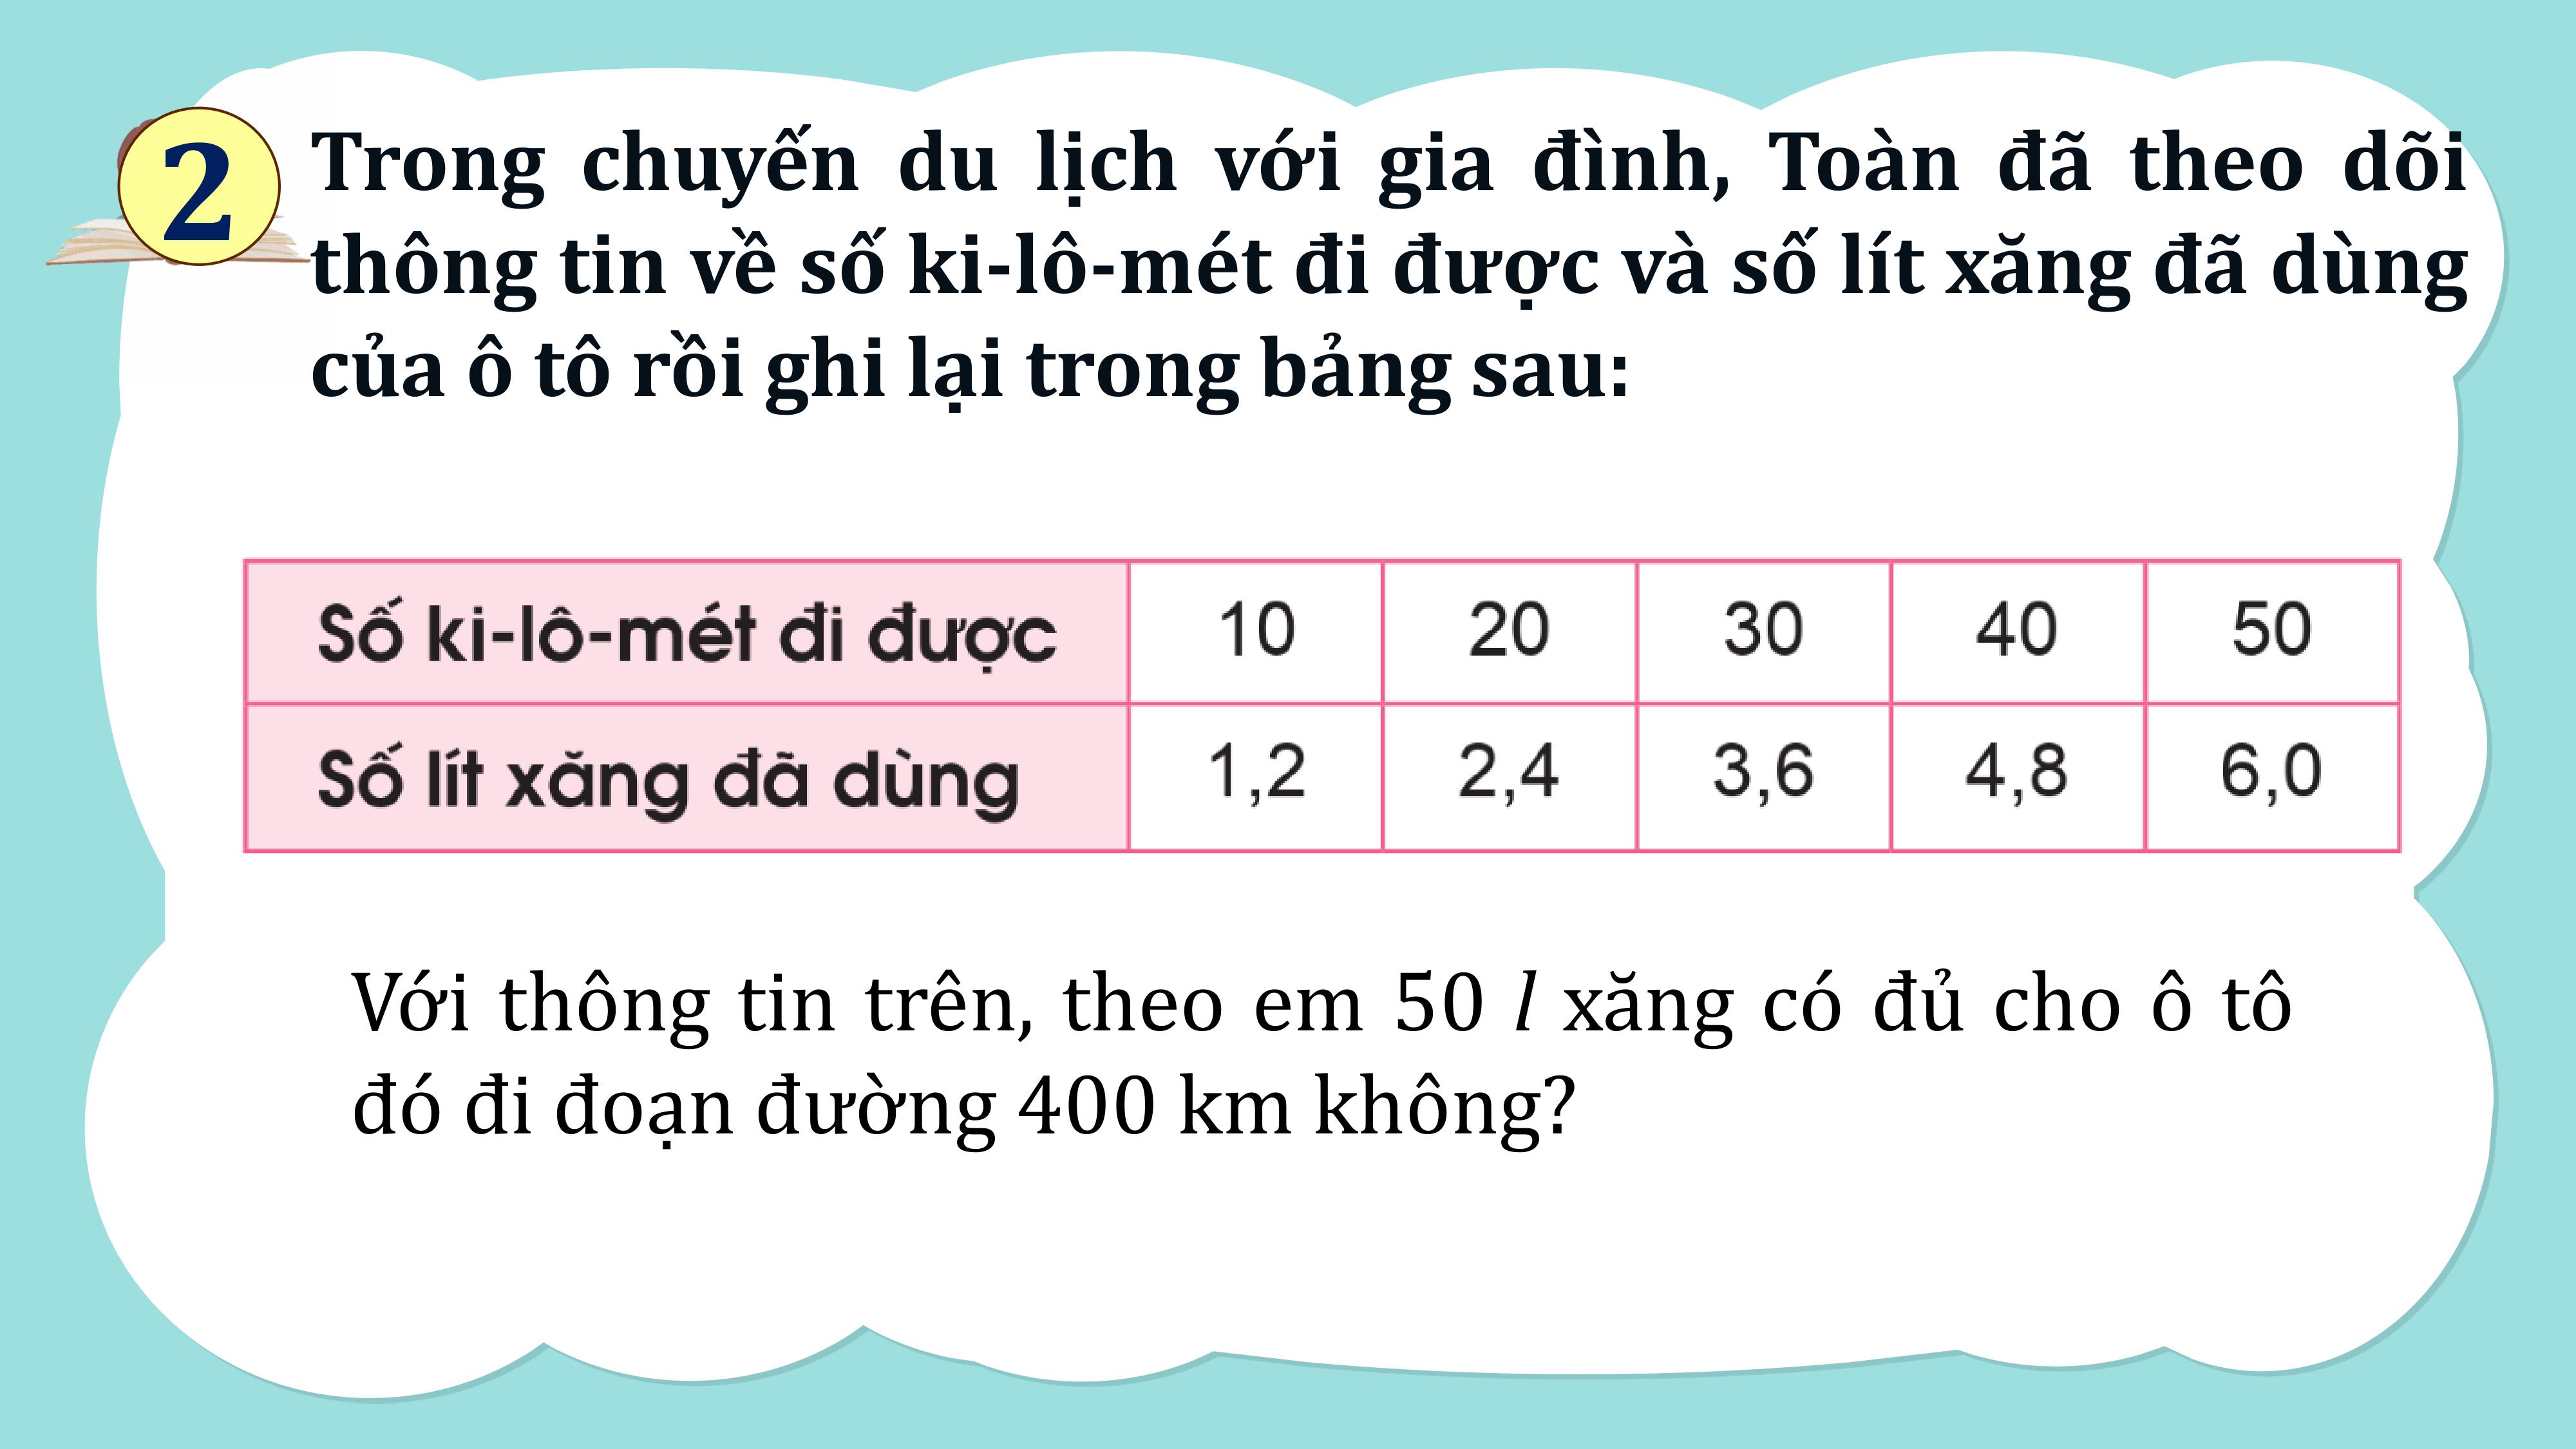 2
Trong chuyến du lịch với gia đình, Toàn đã theo dõi
thông tin về số ki-lô-mét đi được và số lít xăng đã dùng
của ô tô rồi ghi lại trong bảng sau:
Số ki-lô-mét đi được 10 20 30 40 50
Số lít xăng đã dùng 1,2 2,4 3,6 4,8 6,0
Với thông tin trên, theo em 50 l xăng có đủ cho ô tô
đó đi đoạn đường 400 km không?